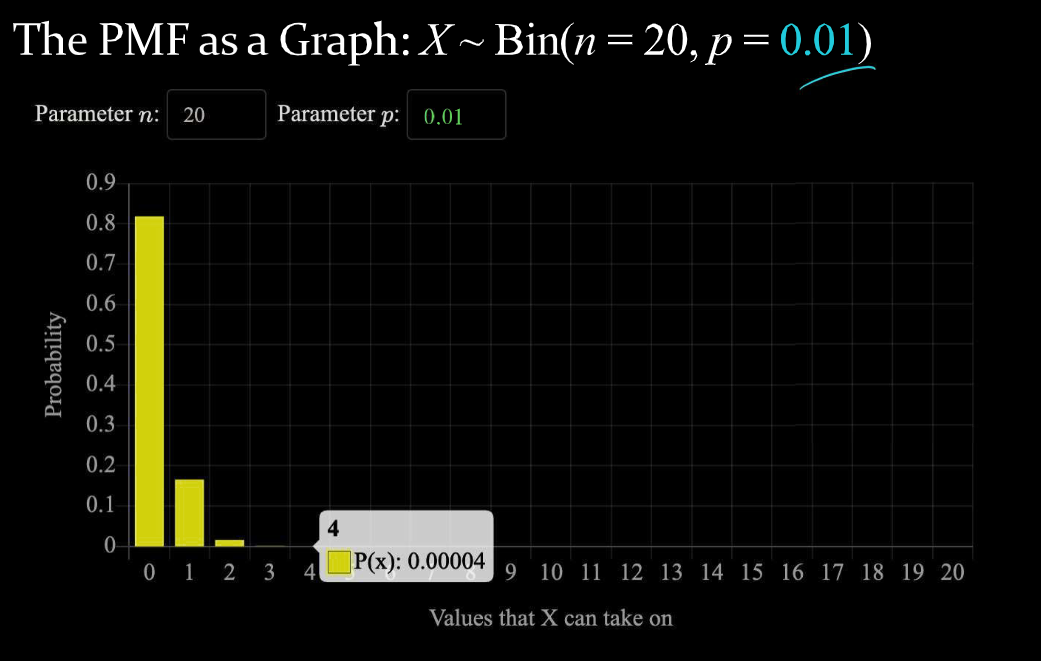 The PMF as a Graph: X ~ Bin(n = 20, p = 0.01)
Parameter n: 20 Parameter p: 0.01
0.9
0.8
0.7
0.6
0.5
0.4
0.3
0.2
0.1
0
Probability
4
P(x): 0.00004
0 1 2 3 4 8 9 10 11 12 13 14 15 16 17 18 19 20
Values that X can take on